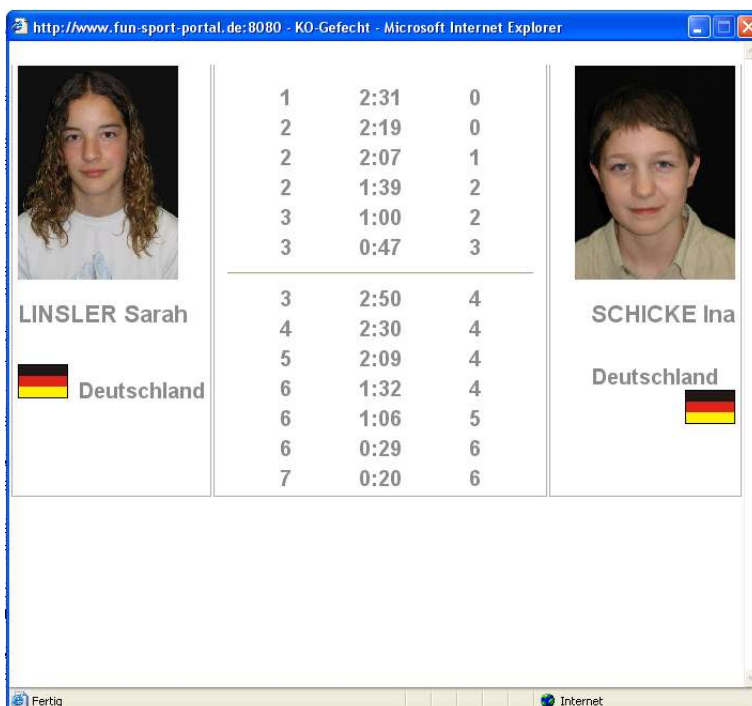 http://www.fun-sport-portal.de:8080 - KO-Gefecht - Microsoft Internet Explorer
1 2:31 0
2 2:19 0
2 2:07 1
2 1:39 2
3 1:00 2
3 0:47 3
LINSLER Sarah
Deutschland
3 2:50 4
4 2:30 4
5 2:09 4
6 1:32 4
6 1:06 5
6 0:29 6
7 0:20 6
SCHICKE Ina
Deutschland
Fertig
Internet